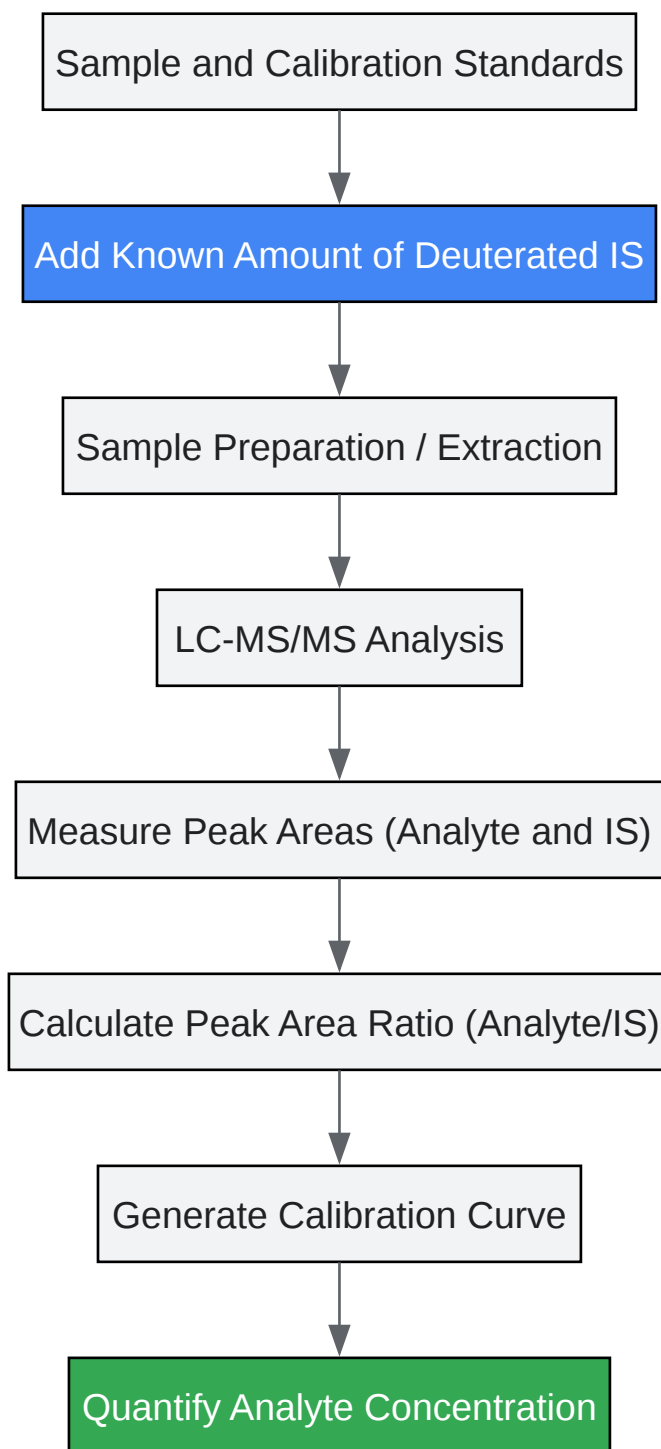 Sample and Calibration Standards
Add Known Amount of Deuterated IS
Sample Preparation / Extraction
LC-MS/MS Analysis
Measure Peak Areas (Analyte and IS)
Calculate Peak Area Ratio (Analyte/IS)
Generate Calibration Curve
Quantify Analyte Concentration